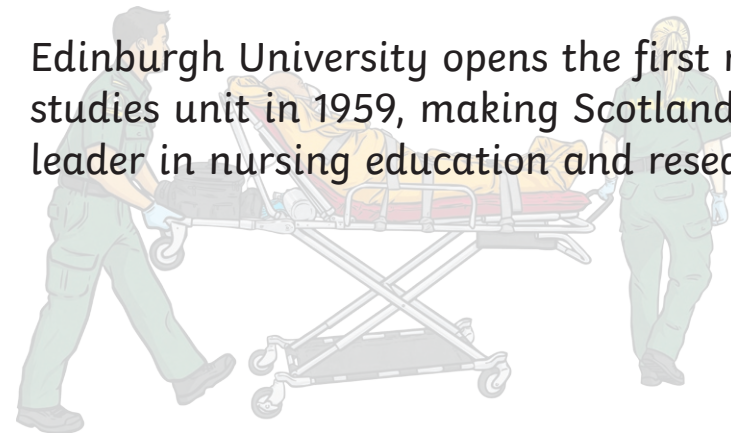 Edinburgh University opens the first
studies unit in 1959, making Scotland
leader in nursing education and